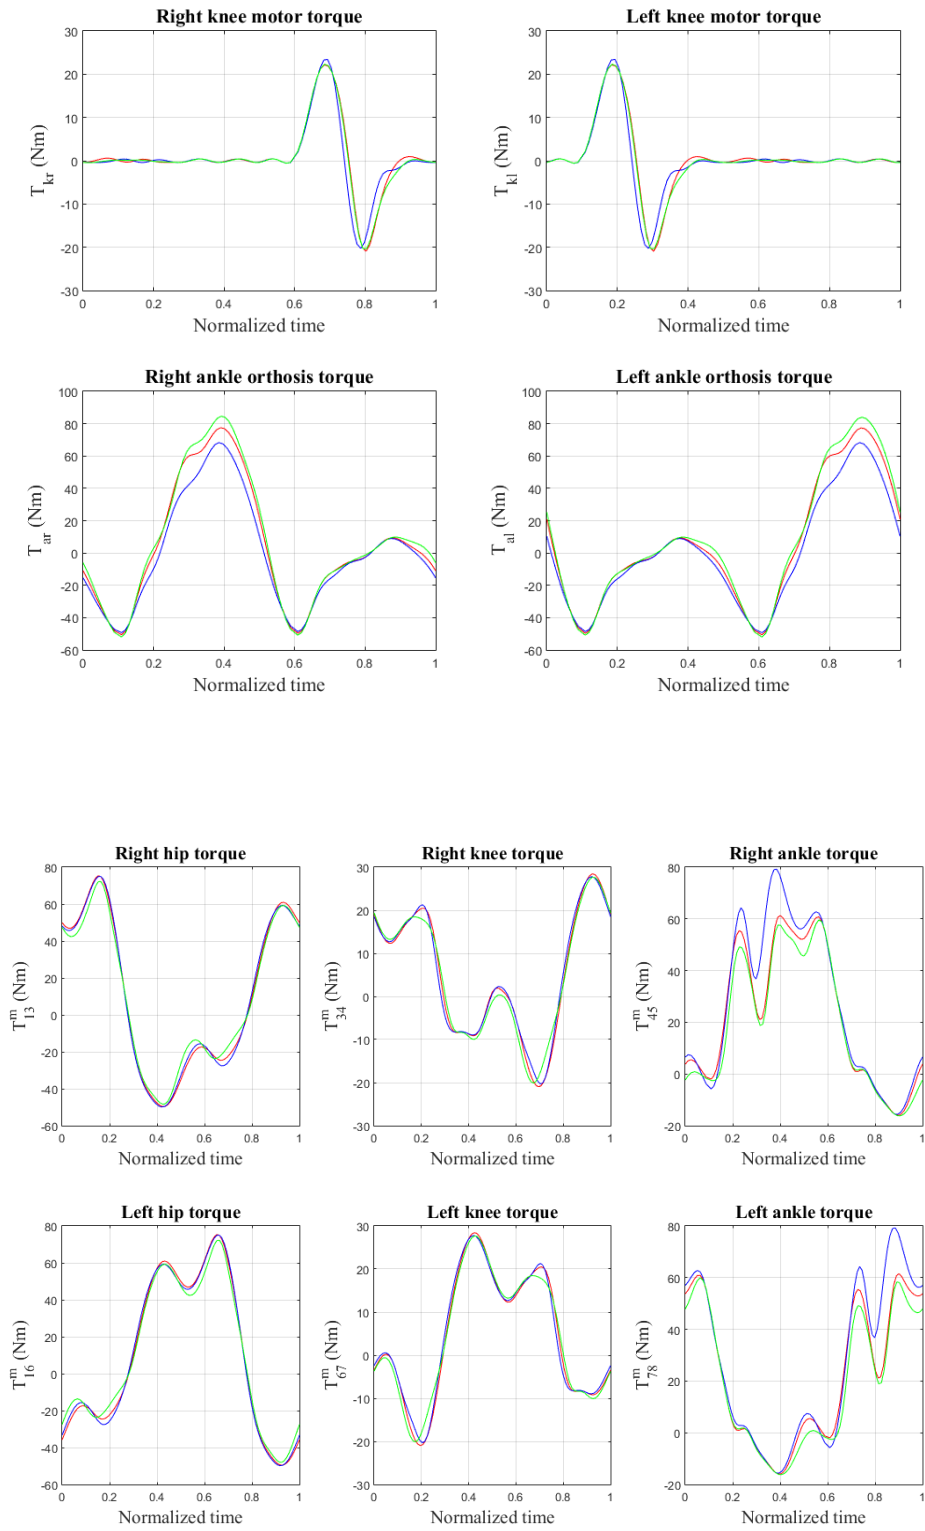 Right knee motor torque
30
20
10
0
-10
-20
-30
T_kr (Nm)
0 0.2 0.4 0.6 0.8 1
Normalized time
Left knee motor torque
30
20
10
0
-10
-20
-30
T_kl (Nm)
0 0.2 0.4 0.6 0.8 1
Normalized time
Right ankle orthosis torque
100
80
60
40
20
0
-20
-40
-60
T_ar (Nm)
0 0.2 0.4 0.6 0.8 1
Normalized time
Left ankle orthosis torque
100
80
60
40
20
0
-20
-40
-60
T_al (Nm)
0 0.2 0.4 0.6 0.8 1
Normalized time
Right hip torque
80
60
40
20
0
-20
-40
-60
T^m_13 (Nm)
0 0.2 0.4 0.6 0.8 1
Normalized time
Right knee torque
30
20
10
0
-10
-20
-30
T^m_34 (Nm)
0 0.2 0.4 0.6 0.8 1
Normalized time
Right ankle torque
80
60
40
20
0
-20
T^m_45 (Nm)
0 0.2 0.4 0.6 0.8 1
Normalized time
Left hip torque
80
60
40
20
0
-20
-40
-60
T^m_16 (Nm)
0 0.2 0.4 0.6 0.8 1
Normalized time
Left knee torque
30
20
10
0
-10
-20
-30
T^m_67 (Nm)
0 0.2 0.4 0.6 0.8 1
Normalized time
Left ankle torque
80
60
40
20
0
-20
T^m_78 (Nm)
0 0.2 0.4 0.6 0.8 1
Normalized time